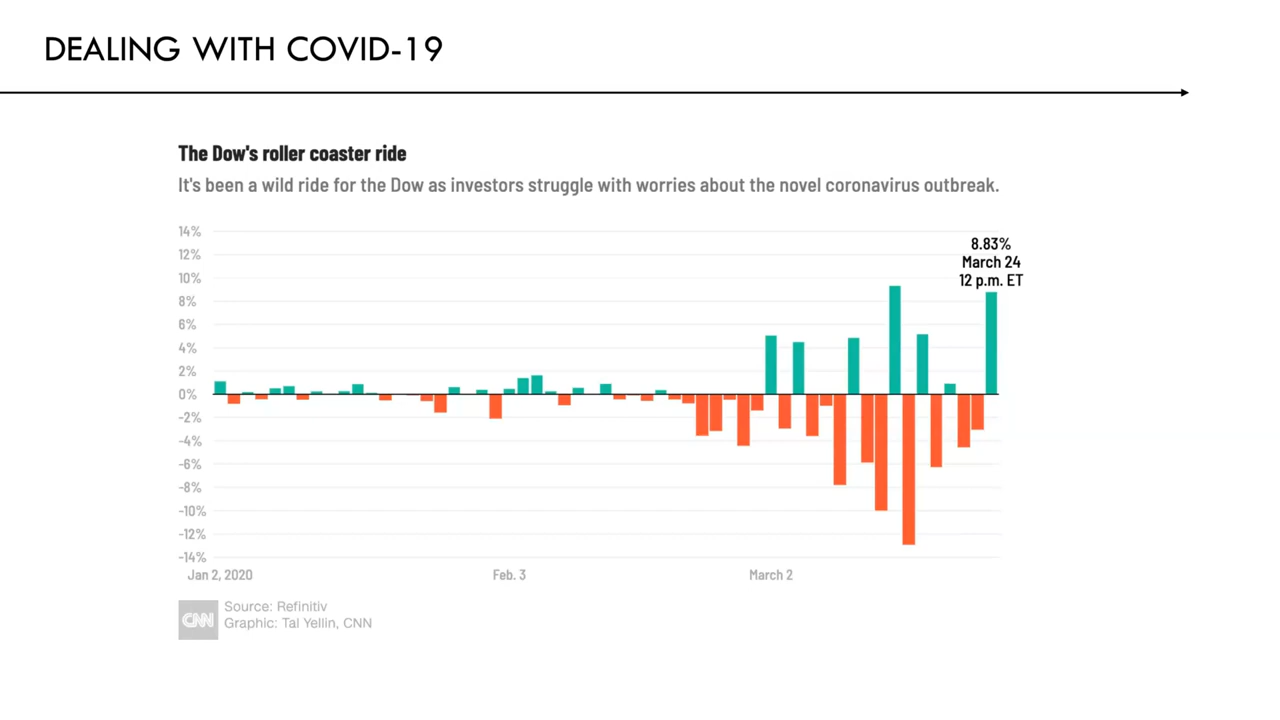 DEALING WITH COVID-19
The Dow's roller coaster ride
It's been a wild ride for the Dow as investors struggle with worries about the novel coronavirus outbreak.
14%
12%
10%
8%
6%
4%
2%
0%
-2%
-4%
-6%
-8%
-10%
-12%
-14%
8.83%
March 24
12 p.m. ET
Jan 2, 2020 Feb. 3 March 2
CNN
Source: Refinitiv
Graphic: Tal Yellin, CNN